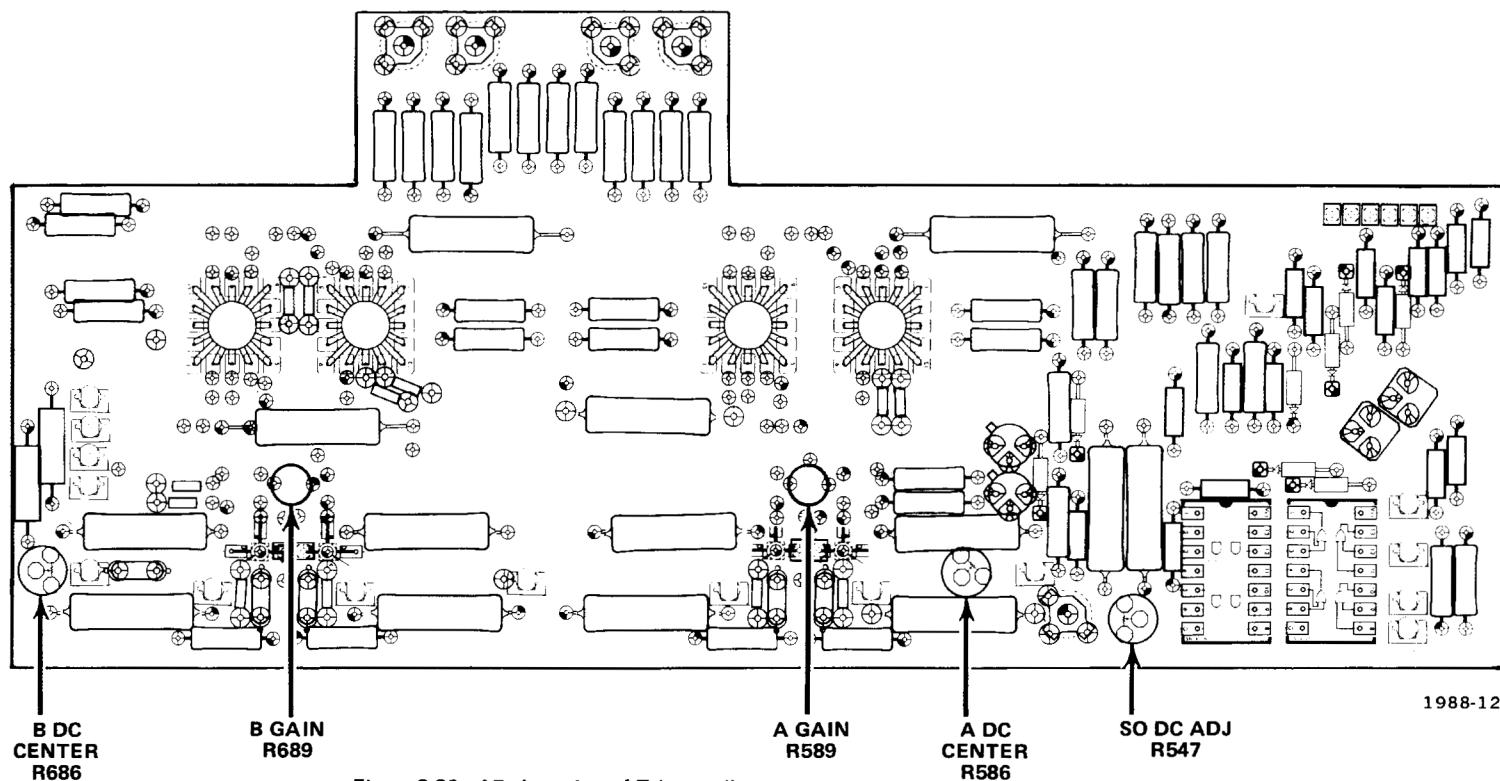 1988-12
B DC
CENTER
R686
B GAIN
R689
A GAIN
R589
A DC
CENTER
R586
SO DC ADJ
R547